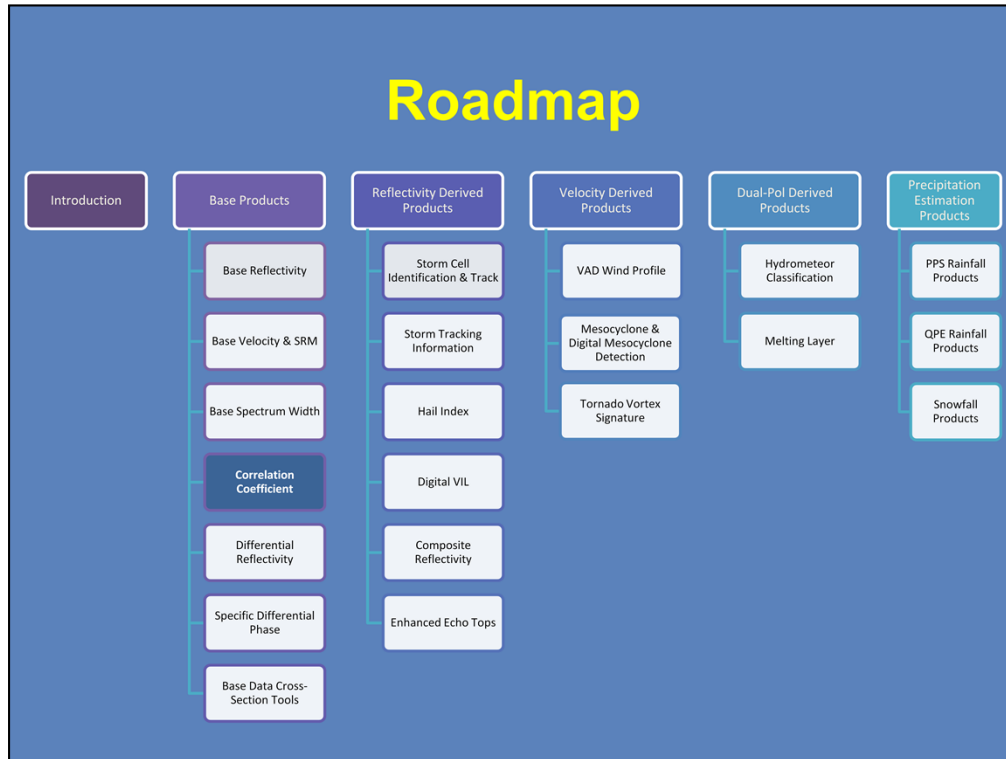 Roadmap
Introduction
Base Products
Base Reflectivity
Base Velocity & SRM
Base Spectrum Width
Correlation
Coefficient
Differential
Reflectivity
Specific Differential
Phase
Base Data Cross-
Section Tools
Reflectivity Derived
Products
Storm Cell
Identification & Track
Storm Tracking
Information
Hail Index
Digital VIL
Composite
Reflectivity
Enhanced Echo Tops
Velocity Derived
Products
VAD Wind Profile
Mesocyclone &
Digital Mesocyclone
Detection
Tornado Vortex
Signature
Dual-Pol Derived
Products
Hydrometeor
Classification
Melting Layer
Precipitation
Estimation
Products
PPS Rainfall
Products
QPE Rainfall
Products
Snowfall
Products